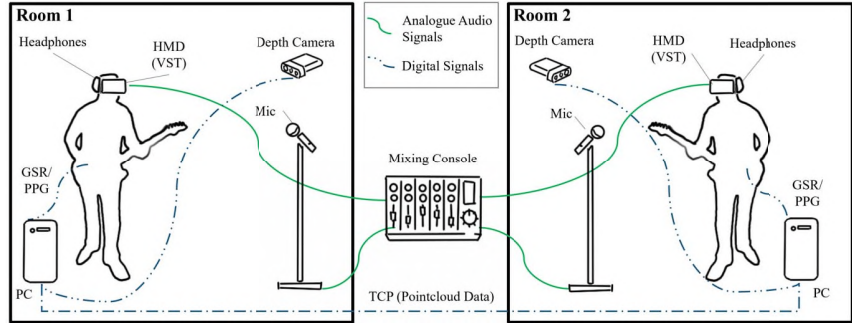 Room 1
Headphones
HMD
(VST)
Depth Camera
Mic
GSR/
PPG
PC
Analogue Audio
Signals
Digital Signals
Mixing Console
TCP (Pointcloud Data)
Room 2
Depth Camera
HMD
(VST)
Headphones
Mic
GSR/
PPG
PC